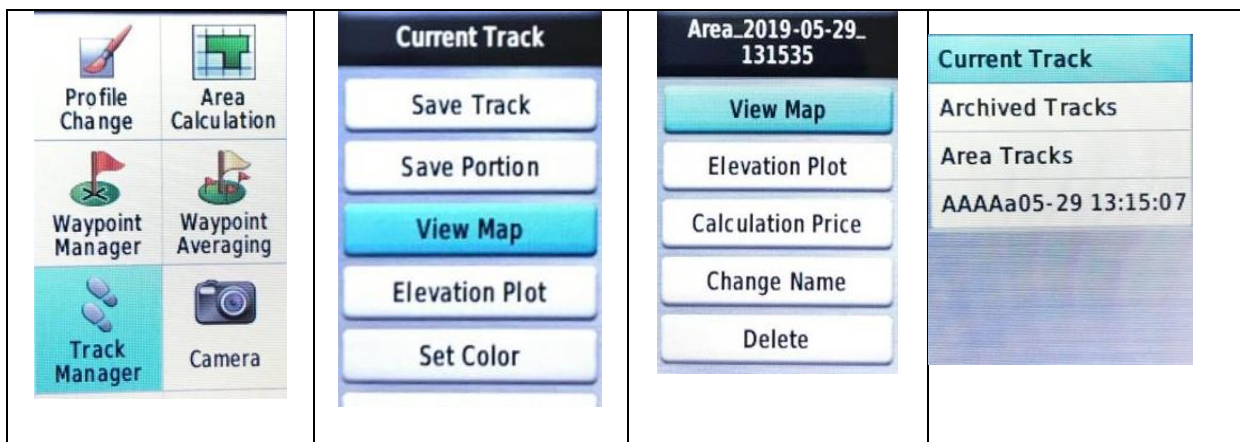 Profile
Change
Area
Calculation
Waypoint
Manager
Waypoint
Averaging
Track
Manager
Camera
Current Track
Save Track
Save Portion
View Map
Elevation Plot
Set Color
Area_2019-05-29_
131535
View Map
Elevation Plot
Calculation Price
Change Name
Delete
Current Track
Archived Tracks
Area Tracks
AAAAa05-29 13:15:07